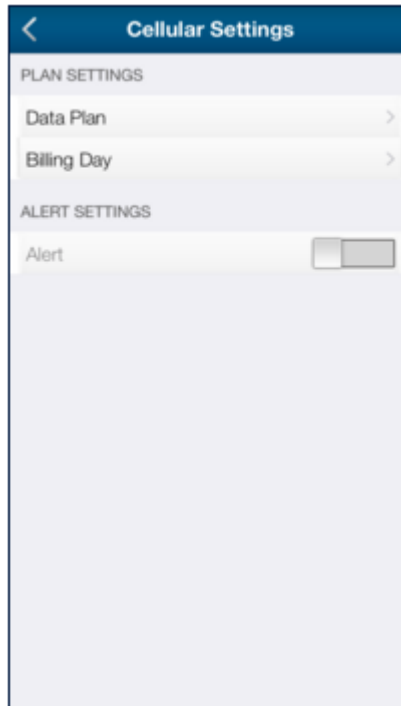 Cellular Settings
PLAN SETTINGS
Data Plan
Billing Day
ALERT SETTINGS
Alert